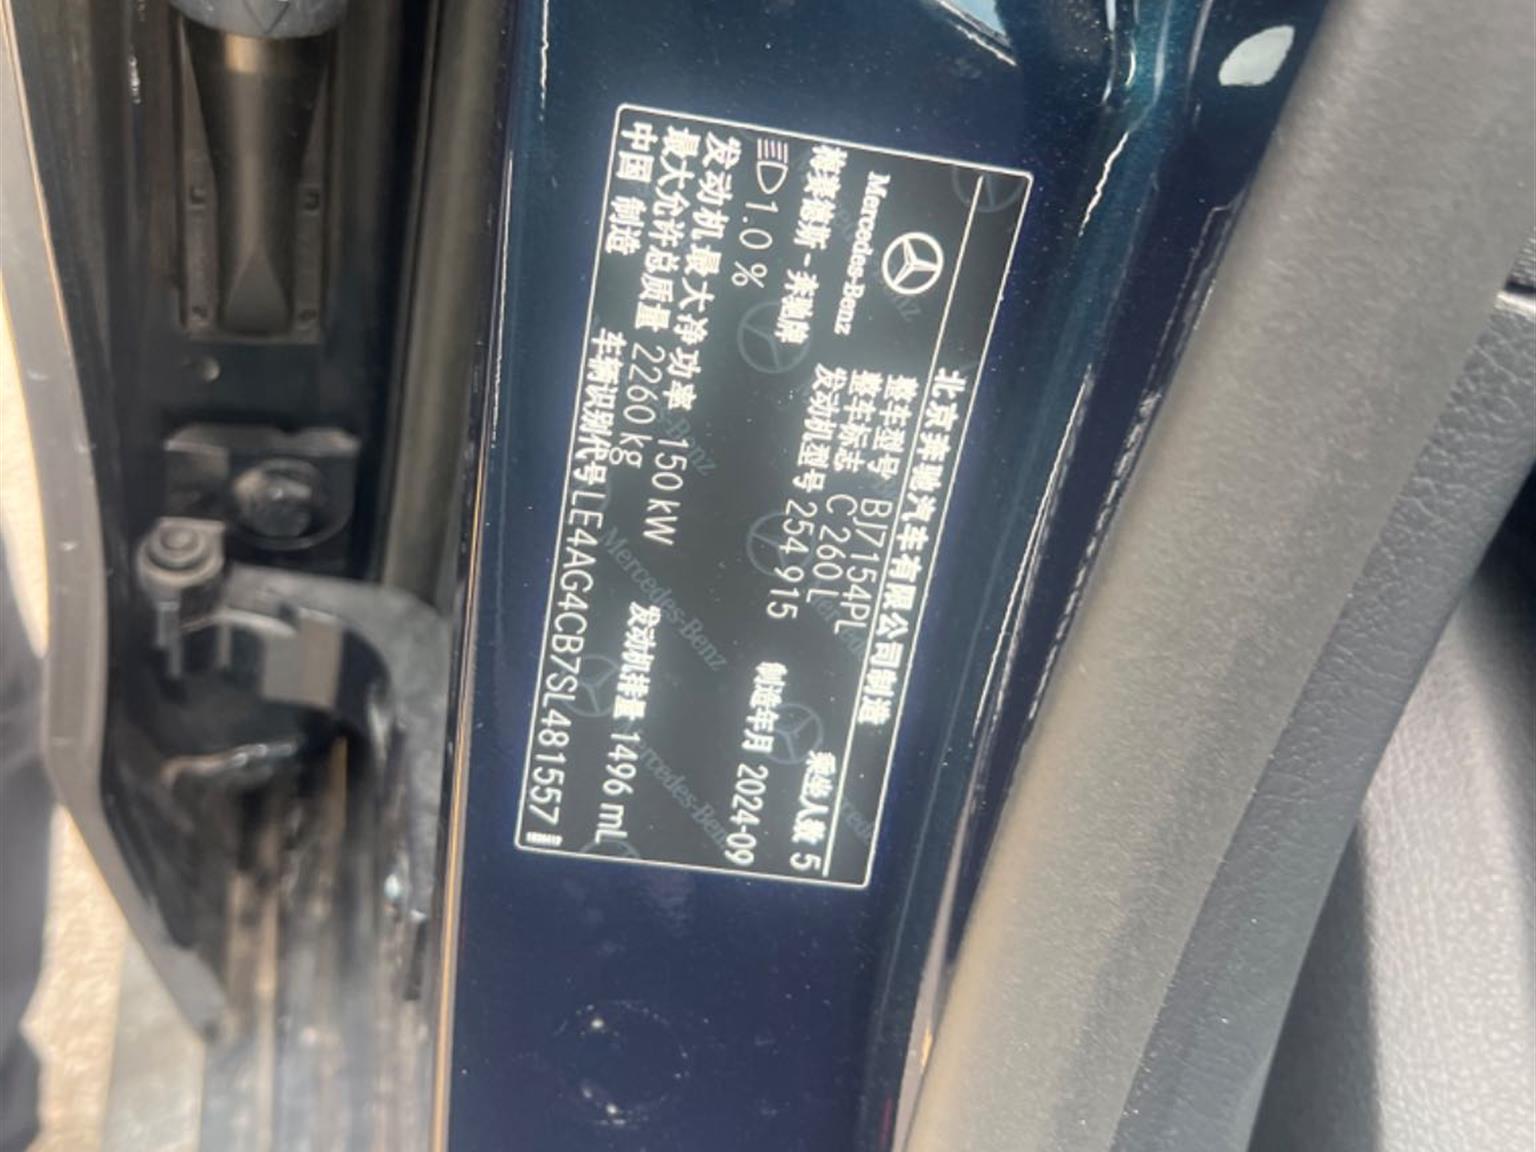 北京奔驰汽车有限公司制造
Mercedes-Benz
梅赛德斯-奔驰牌
整车型号 BJ7154PL
整车标志 C 260 L
发动机型号 254 915
乘坐人数 5
制造年月 2024-09
1.0 %
发动机最大净功率 150 kW
发动机排量 1496 mL
最大允许总质量 2260 kg
中国 制造
车辆识别代号 LE4AG4CB7SL481557